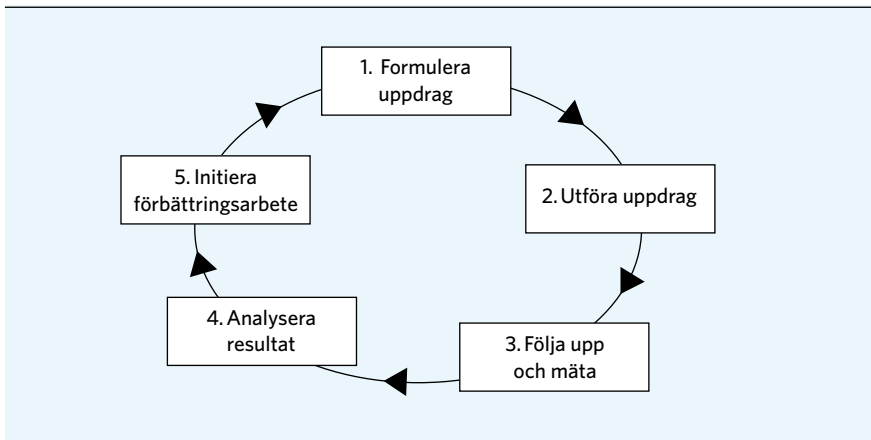 1. Formulera
uppdrag
2. Utföra uppdrag
3. Följa upp
och mäta
4. Analysera
resultat
5. Initiera
förbättringsarbete